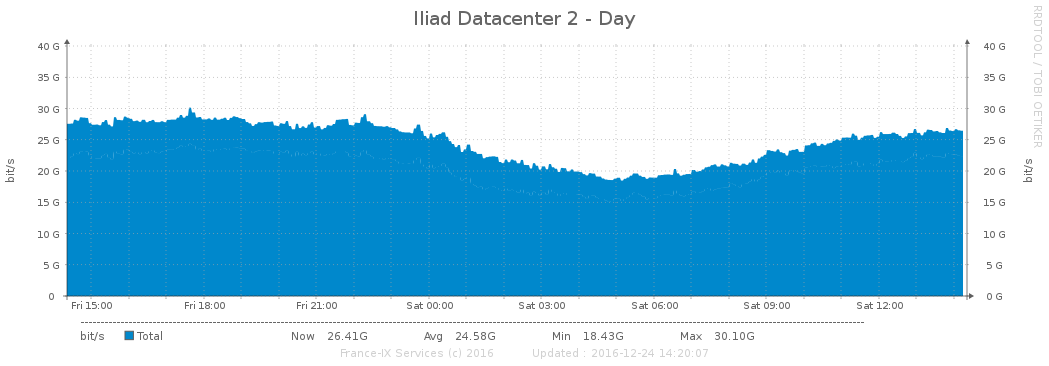 Iliad Datacenter 2 - Day
RRDTOOL / TOBI OETIKER
bit/s
40 G 40 G
35 G 35 G
30 G 30 G
25 G 25 G
20 G 20 G
15 G 15 G
10 G 10 G
5 G 5 G
0 0 G
bit/s
Fri 15:00 Fri 18:00 Fri 21:00 Sat 00:00 Sat 03:00 Sat 06:00 Sat 09:00 Sat 12:00
bit/s Total Now 26.41G Avg 24.58G Min 18.43G Max 30.10G
France-IX Services (c) 2016 Updated : 2016-12-24 14:20:07